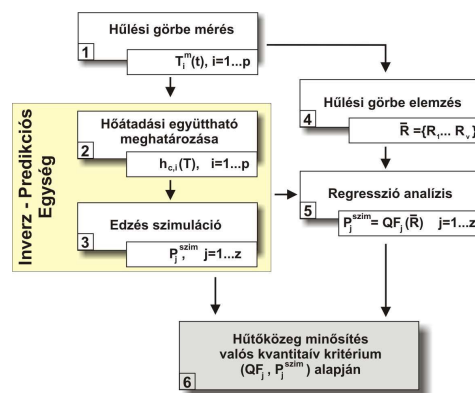 Hűlési görbe mérés
1
T_i^m(t), i=1...p
Inverz - Predikciós
Egység
Hőátadási együttható
meghatározása
2
h_c,i(T), i=1...p
Edzés szimuláció
3
P_j^szim, j=1...z
Hűlési görbe elemzés
4
R̄ ={R_1... R_v}
Regresszió analízis
5
P_j^szim= QF_j(R̄) j=1...z
Hűtőközeg minősítés
valós kvantitaív kritérium
(QF_j, P_j^szim) alapján
6